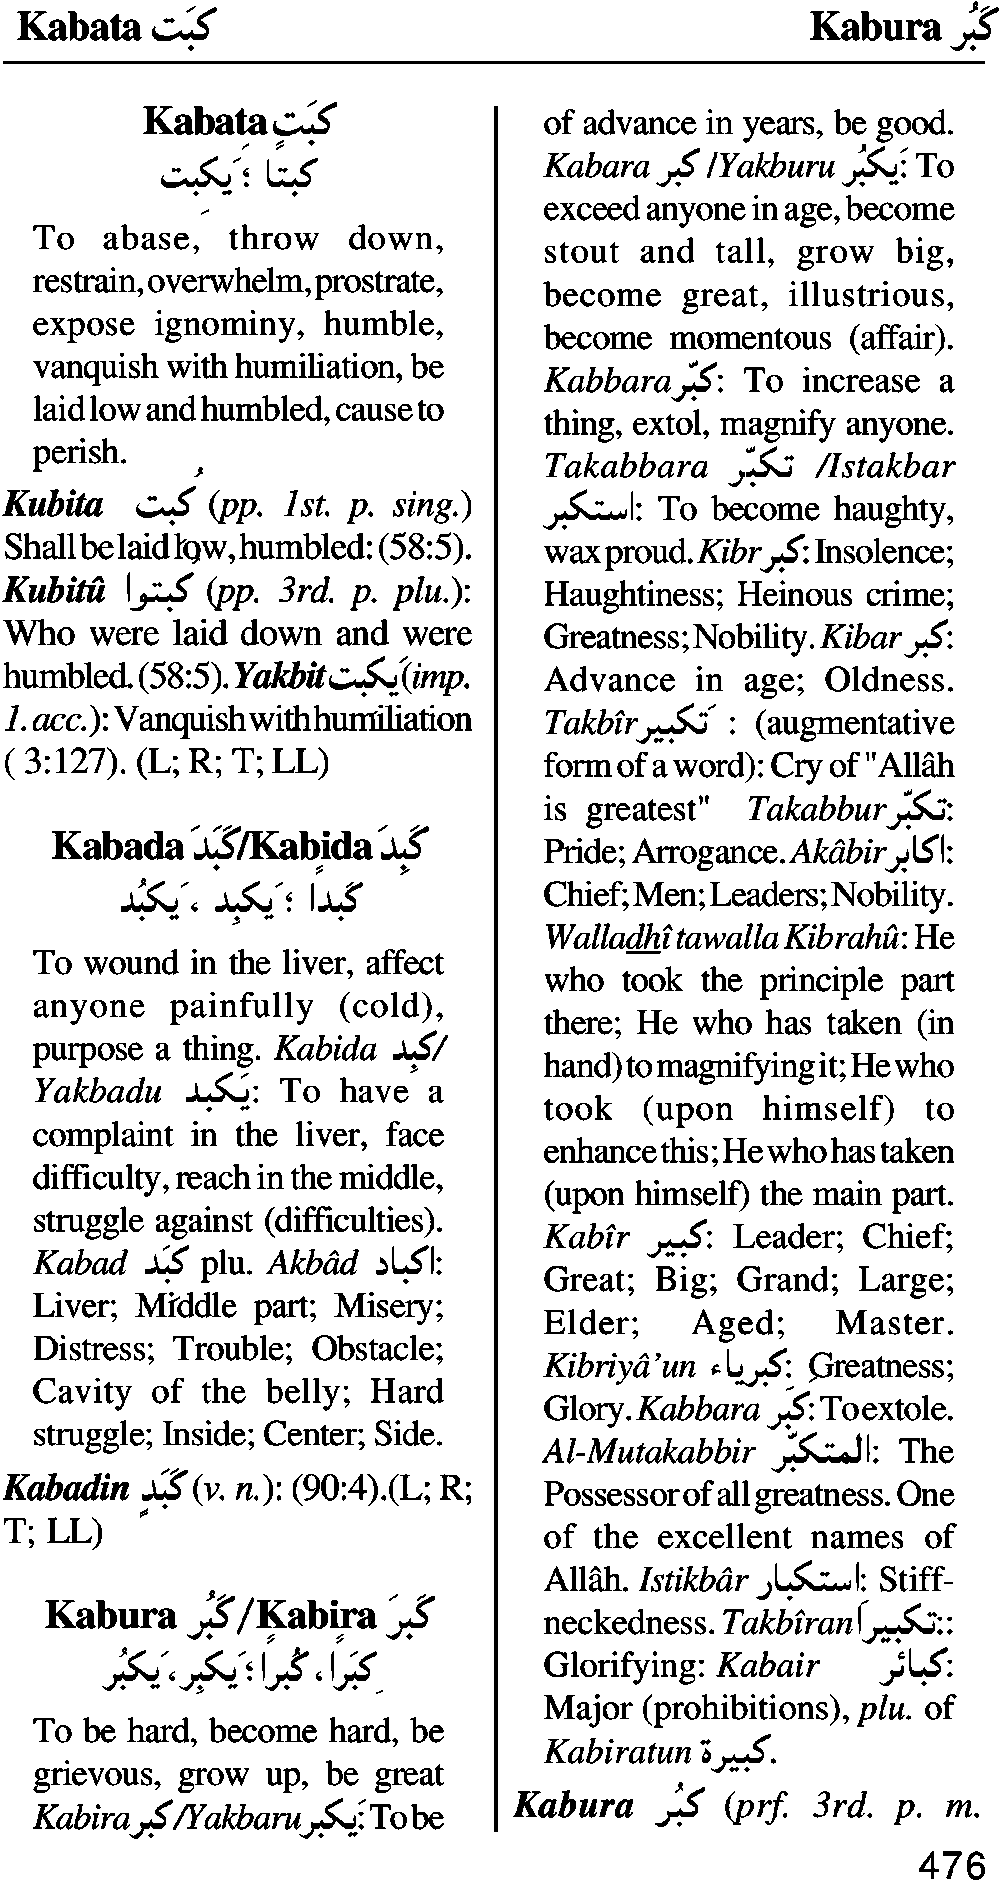 Kabata كبَت
Kabura كَبُر
Kabata كبَت
كبتًا ؛ يَكبِت
To abase, throw down,
restrain, overwhelm, prostrate,
expose ignominy, humble,
vanquish with humiliation, be
laid low and humbled, cause to
perish.
Kubita كُبِت (pp. 1st. p. sing.)
Shall be laid low, humbled: (58:5).
Kubitû كبتوا (pp. 3rd. p. plu.):
Who were laid down and were
humbled. (58:5). Yakbit يَكبت (imp.
1. acc.): Vanquish with humiliation
( 3:127). (L; R; T; LL)
Kabada كَبَدَ/Kabida كَبِدَ
كَبدًا ؛ يَكبِد ، يَكبُد
To wound in the liver, affect
anyone painfully (cold),
purpose a thing. Kabida كبِد/
Yakbadu يَكبد: To have a
complaint in the liver, face
difficulty, reach in the middle,
struggle against (difficulties).
Kabad كَبَد plu. Akbâd اكباد:
Liver; Middle part; Misery;
Distress; Trouble; Obstacle;
Cavity of the belly; Hard
struggle; Inside; Center; Side.
Kabadin كَبَدٍ (v. n.): (90:4).(L; R;
T; LL)
Kabura كَبُر / Kabira كَبِرَ
كِبَرًا ، كُبرًا ؛ يَكبِر ، يَكبُر
To be hard, become hard, be
grievous, grow up, be great
Kabira كبر /Yakbaru يَكبر: To be
of advance in years, be good.
Kabara كبر /Yakburu يَكبُر: To
exceed anyone in age, become
stout and tall, grow big,
become great, illustrious,
become momentous (affair).
Kabbara كبّر: To increase a
thing, extol, magnify anyone.
Takabbara تكبّر /Istakbar
استكبر: To become haughty,
wax proud. Kibr كبر: Insolence;
Haughtiness; Heinous crime;
Greatness; Nobility. Kibar كبر:
Advance in age; Oldness.
Takbîr تَكبير : (augmentative
form of a word): Cry of "Allâh
is greatest" Takabbur تكبّر:
Pride; Arrogance. Akâbir اكابر:
Chief; Men; Leaders; Nobility.
Walladhî tawalla Kibrahû: He
who took the principle part
there; He who has taken (in
hand) to magnifying it; He who
took (upon himself) to
enhance this; He who has taken
(upon himself) the main part.
Kabîr كبير: Leader; Chief;
Great; Big; Grand; Large;
Elder; Aged; Master.
Kibriyâ’un كبرياء: Greatness;
Glory. Kabbara كَبِّر: To extole.
Al-Mutakabbir المتكبّر: The
Possessor of all greatness. One
of the excellent names of
Allâh. Istikbâr استكبار: Stiff-
neckedness. Takbîran تكبيراً::
Glorifying: Kabair كبائر:
Major (prohibitions), plu. of
Kabiratun كبيرة.
Kabura كَبُر (prf. 3rd. p. m.
476